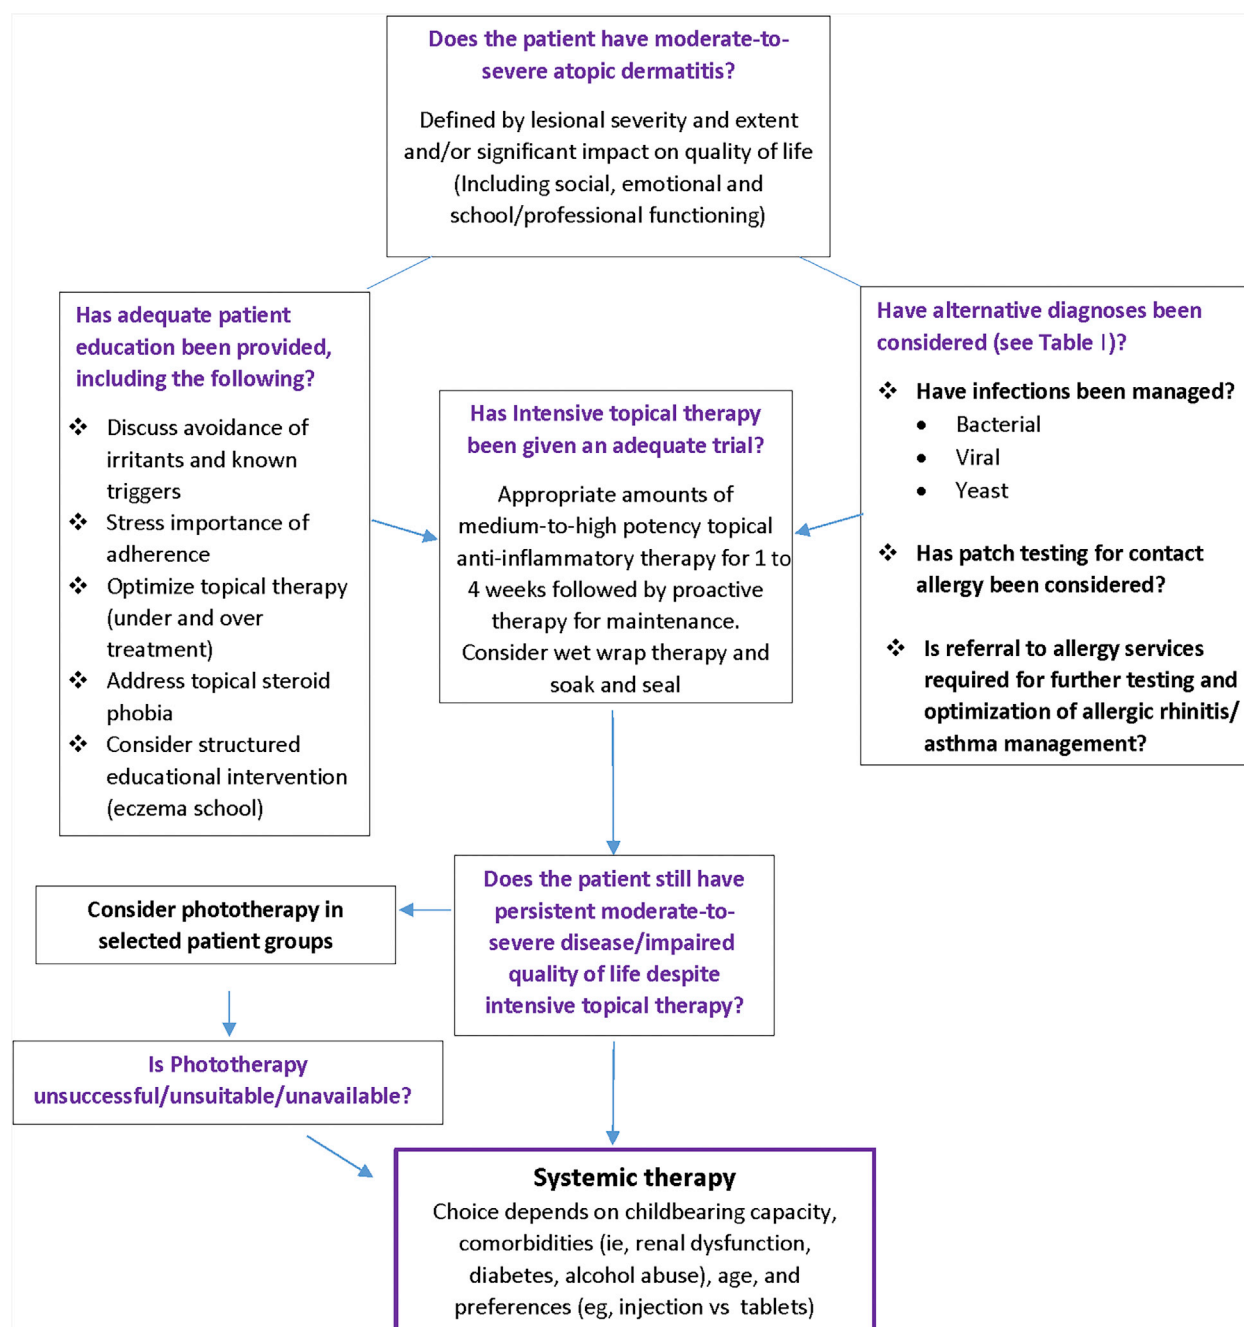 Does the patient have moderate-to-
severe atopic dermatitis?
Defined by lesional severity and extent
and/or significant impact on quality of life
(Including social, emotional and
school/professional functioning)
Has adequate patient
education been provided,
including the following?
❖ Discuss avoidance of
irritants and known
triggers
❖ Stress importance of
adherence
❖ Optimize topical therapy
(under and over
treatment)
❖ Address topical steroid
phobia
❖ Consider structured
educational intervention
(eczema school)
Has Intensive topical therapy
been given an adequate trial?
Appropriate amounts of
medium-to-high potency topical
anti-inflammatory therapy for 1 to
4 weeks followed by proactive
therapy for maintenance.
Consider wet wrap therapy and
soak and seal
Have alternative diagnoses been
considered (see Table I)?
❖ Have infections been managed?
• Bacterial
• Viral
• Yeast
❖ Has patch testing for contact
allergy been considered?
❖ Is referral to allergy services
required for further testing and
optimization of allergic rhinitis/
asthma management?
Does the patient still have
persistent moderate-to-
severe disease/impaired
quality of life despite
intensive topical therapy?
Consider phototherapy in
selected patient groups
Is Phototherapy
unsuccessful/unsuitable/unavailable?
Systemic therapy
Choice depends on childbearing capacity,
comorbidities (ie, renal dysfunction,
diabetes, alcohol abuse), age, and
preferences (eg, injection vs tablets)